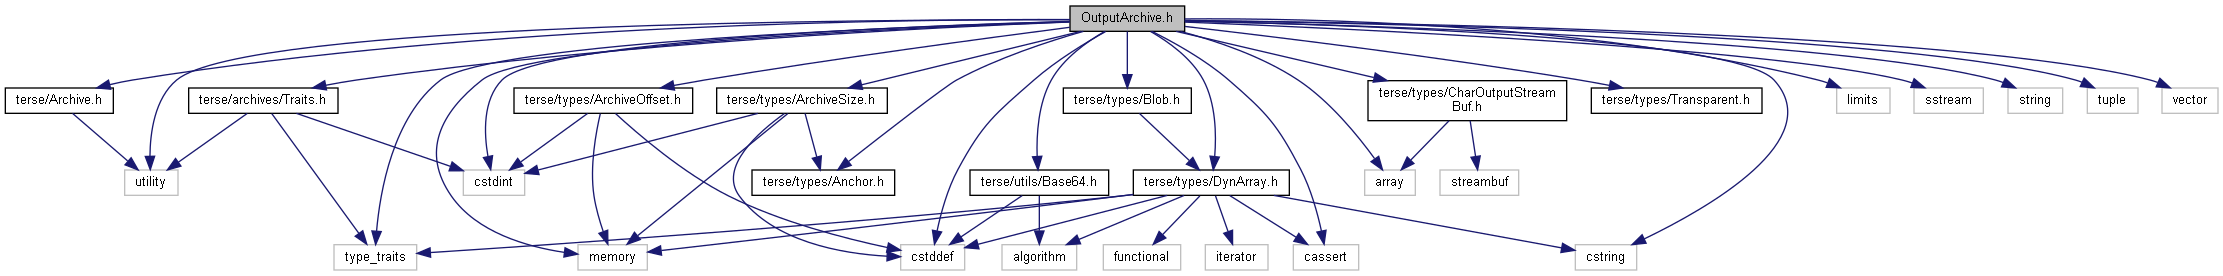 OutputArchive.h
terse/Archive.h
terse/archives/Traits.h
terse/types/ArchiveOffset.h
terse/types/ArchiveSize.h
terse/types/Blob.h
terse/types/CharOutputStream
Buf.h
terse/types/Transparent.h
limits
sstream
string
tuple
vector
utility
cstdint
terse/types/Anchor.h
terse/utils/Base64.h
terse/types/DynArray.h
array
streambuf
type_traits
memory
cstddef
algorithm
functional
iterator
cassert
cstring